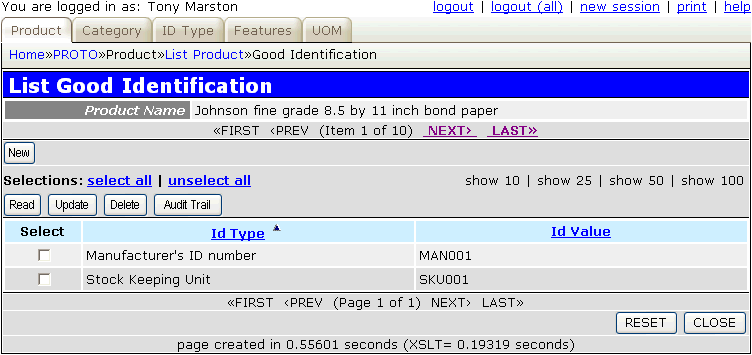 You are logged in as: Tony Marston logout | logout (all) | new session | print | help
Product Category ID Type Features UOM
Home»PROTO»Product»List Product»Good Identification
List Good Identification
Product Name Johnson fine grade 8.5 by 11 inch bond paper
«FIRST ‹PREV (Item 1 of 10) NEXT› LAST»
New
Selections: select all | unselect all show 10 | show 25 | show 50 | show 100
Read Update Delete Audit Trail
Select Id Type Id Value
Manufacturer's ID number MAN001
Stock Keeping Unit SKU001
«FIRST ‹PREV (Page 1 of 1) NEXT› LAST»
RESET CLOSE
page created in 0.55601 seconds (XSLT= 0.19319 seconds)